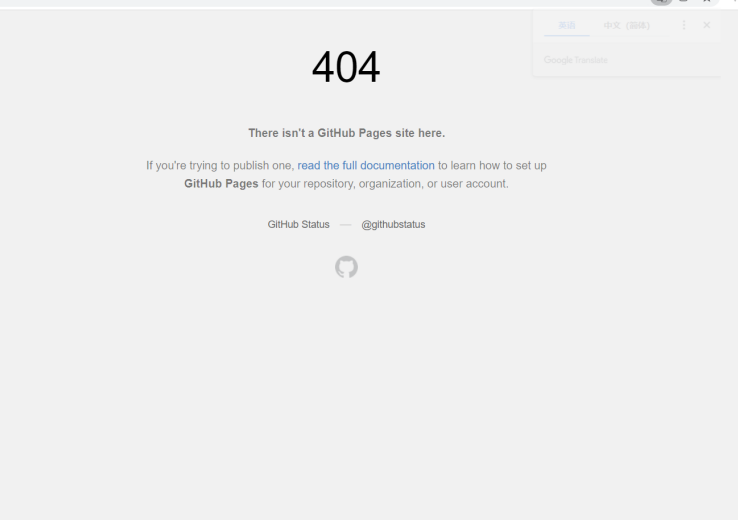 英语 中文（简体）
Google Translate
404
There isn't a GitHub Pages site here.
If you're trying to publish one, read the full documentation to learn how to set up
GitHub Pages for your repository, organization, or user account.
GitHub Status — @githubstatus